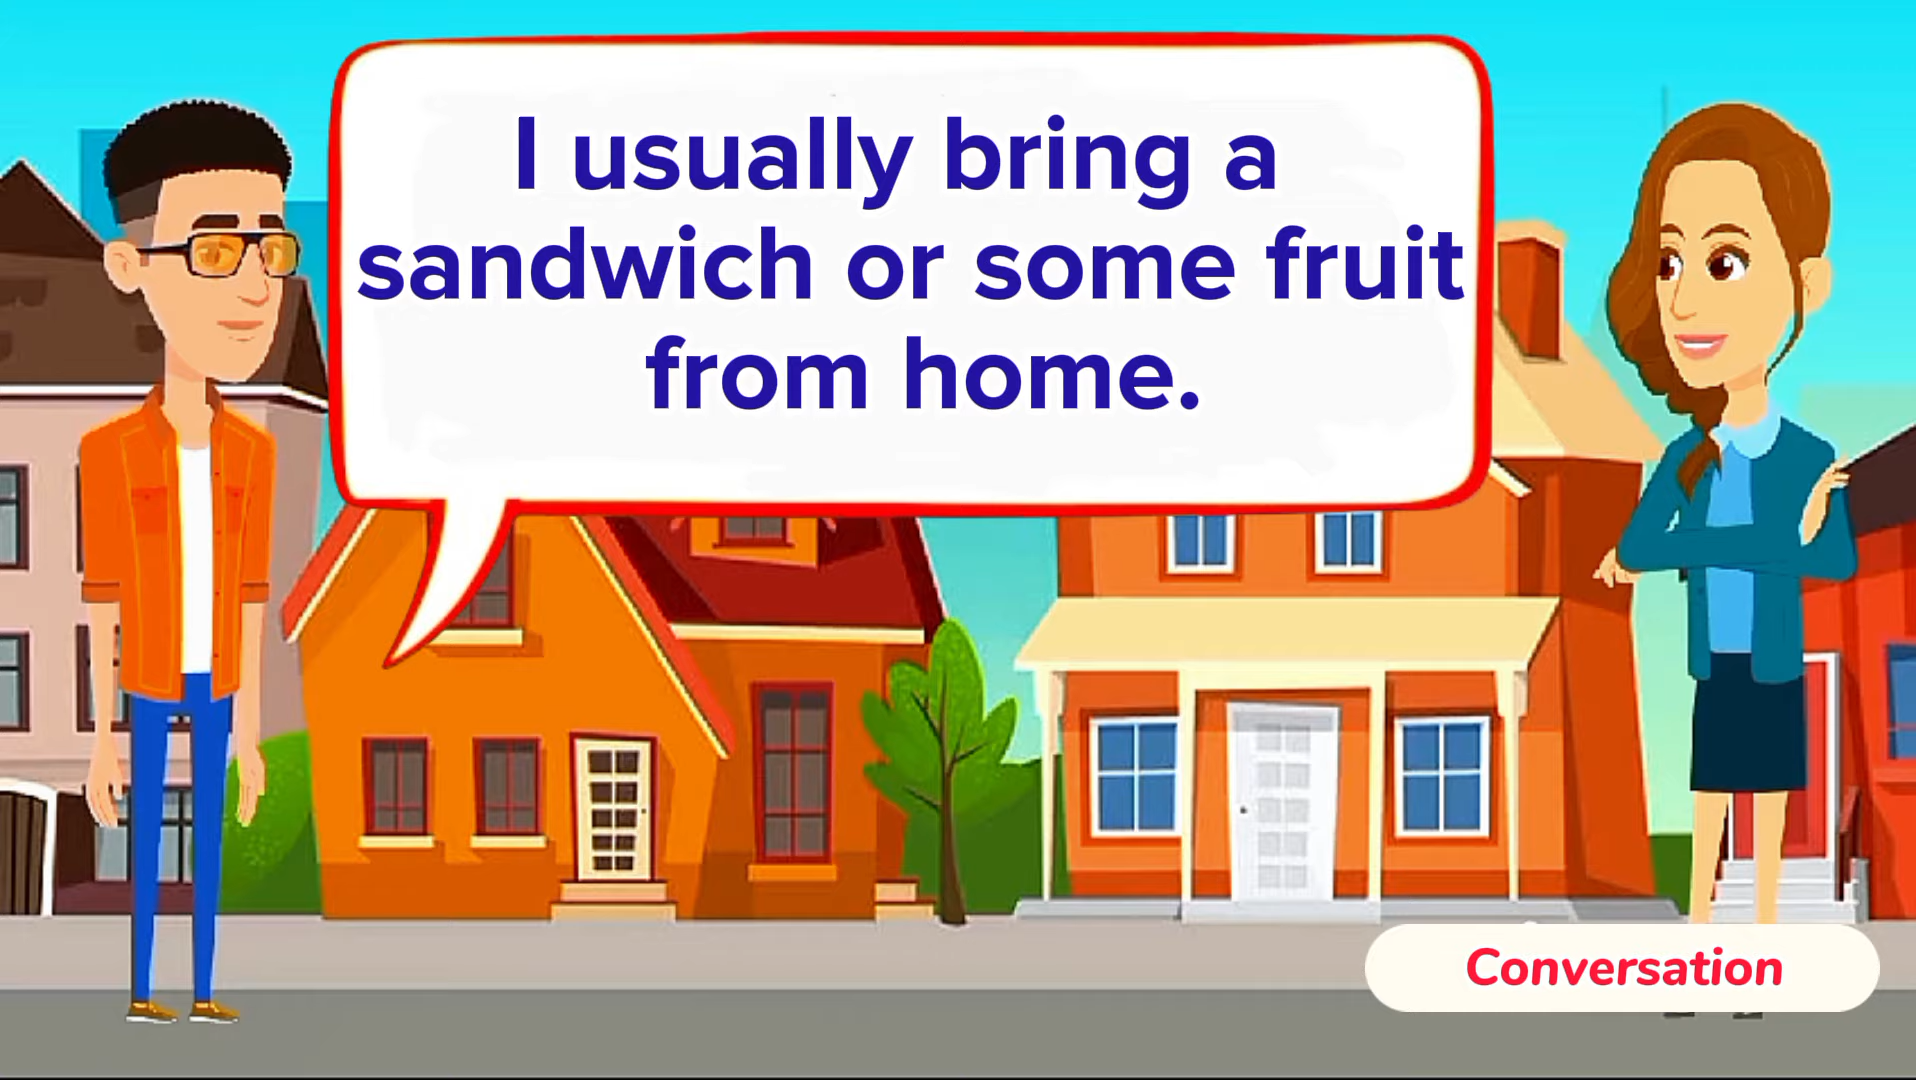 I usually bring a
sandwich or some fruit
from home.
Conversation